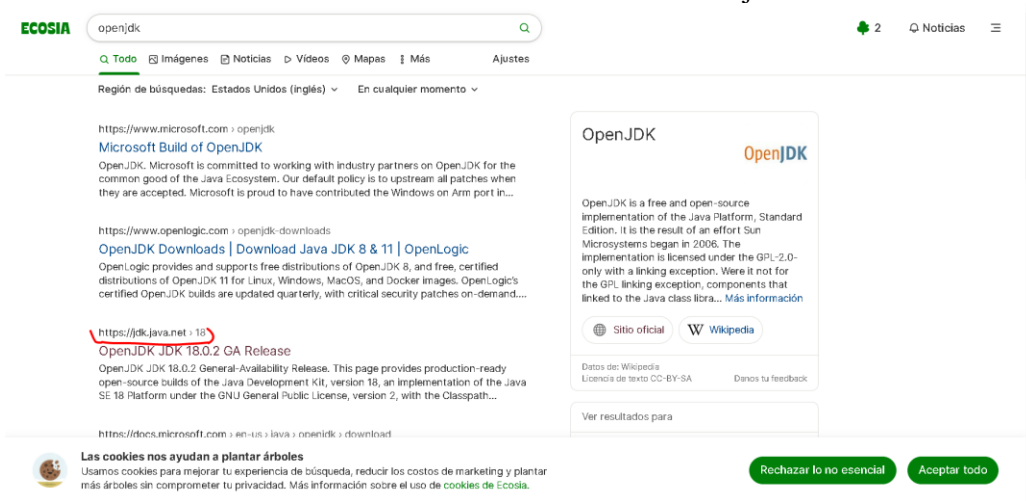 ECOSIA
openjdk
2
Noticias
Todo Imágenes Noticias Vídeos Mapas Más Ajustes
Región de búsquedas: Estados Unidos (inglés) En cualquier momento
https://www.microsoft.com › openjdk
Microsoft Build of OpenJDK
OpenJDK. Microsoft is committed to working with industry partners on OpenJDK for the
common good of the Java Ecosystem. Our default policy is to upstream all patches when
they are accepted. Microsoft is proud to have contributed the Windows on Arm port in...
https://www.openlogic.com › openjdk-downloads
OpenJDK Downloads | Download Java JDK 8 & 11 | OpenLogic
OpenLogic provides and supports free distributions of OpenJDK 8, and free, certified
distributions of OpenJDK 11 for Linux, Windows, MacOS, and Docker images. OpenLogic's
certified OpenJDK builds are updated quarterly, with critical security patches on-demand....
https://jdk.java.net › 18
OpenJDK JDK 18.0.2 GA Release
OpenJDK JDK 18.0.2 General-Availability Release. This page provides production-ready
open-source builds of the Java Development Kit, version 18, an implementation of the Java
SE 18 Platform under the GNU General Public License, version 2, with the Classpath...
https://docs.microsoft.com › en-us › java › openjdk › download
OpenJDK
OpenJDK
OpenJDK is a free and open-source
implementation of the Java Platform, Standard
Edition. It is the result of an effort Sun
Microsystems began in 2006. The
implementation is licensed under the GPL-2.0-
only with a linking exception. Were it not for
the GPL linking exception, components that
linked to the Java class libra... Más información
Sitio oficial
W Wikipedia
Datos de: Wikipedia
Licencia de texto CC-BY-SA Danos tu feedback
Ver resultados para
Las cookies nos ayudan a plantar árboles
Usamos cookies para mejorar tu experiencia de búsqueda, reducir los costos de marketing y plantar
más árboles sin comprometer tu privacidad. Más información sobre el uso de cookies de Ecosia.
Rechazar lo no esencial
Aceptar todo